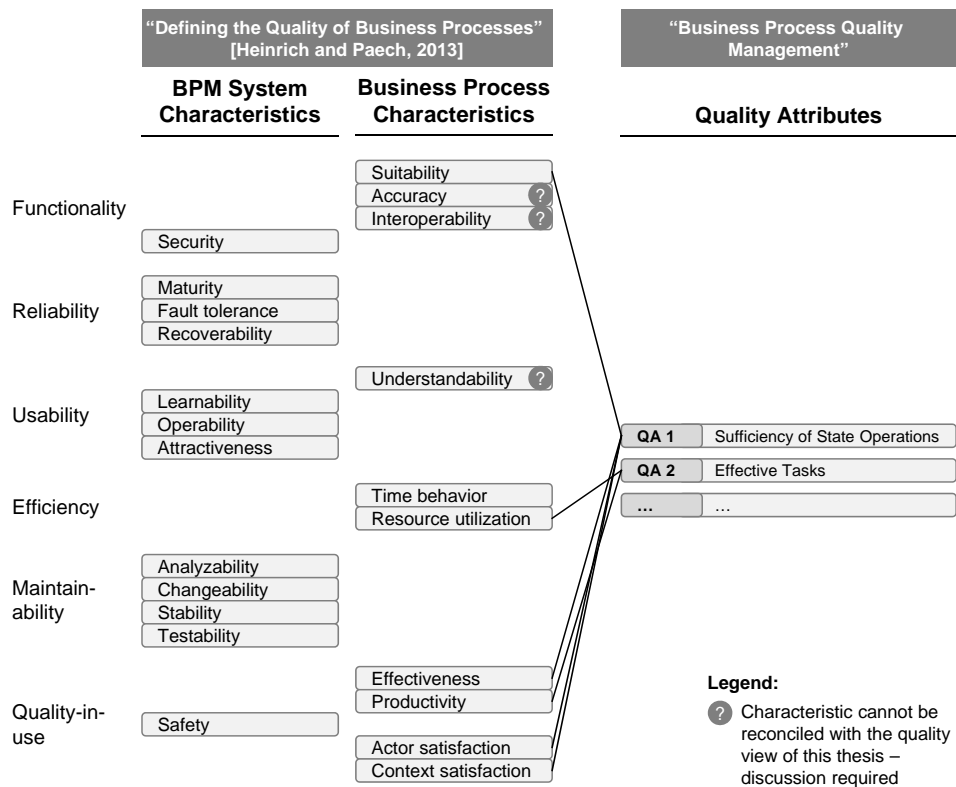 “Defining the Quality of Business Processes”
[Heinrich and Paech, 2013]
“Business Process Quality
Management”
BPM System
Characteristics
Business Process
Characteristics
Quality Attributes
Functionality
Suitability
Accuracy ?
Interoperability ?
Security
Reliability
Maturity
Fault tolerance
Recoverability
Usability
Understandability ?
Learnability
Operability
Attractiveness
QA 1 Sufficiency of State Operations
QA 2 Effective Tasks
... ...
Efficiency
Time behavior
Resource utilization
Maintain-
ability
Analyzability
Changeability
Stability
Testability
Quality-in-
use
Effectiveness
Productivity
Safety
Actor satisfaction
Context satisfaction
Legend:
? Characteristic cannot be
reconciled with the quality
view of this thesis –
discussion required